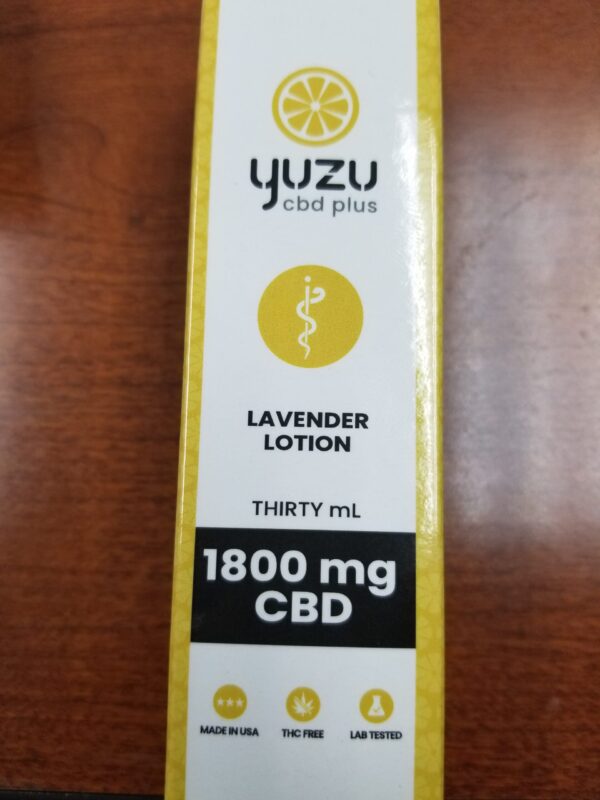 yuzu
cbd plus
LAVENDER
LOTION
THIRTY mL
1800 mg
CBD
MADE IN USA
THC FREE
LAB TESTED